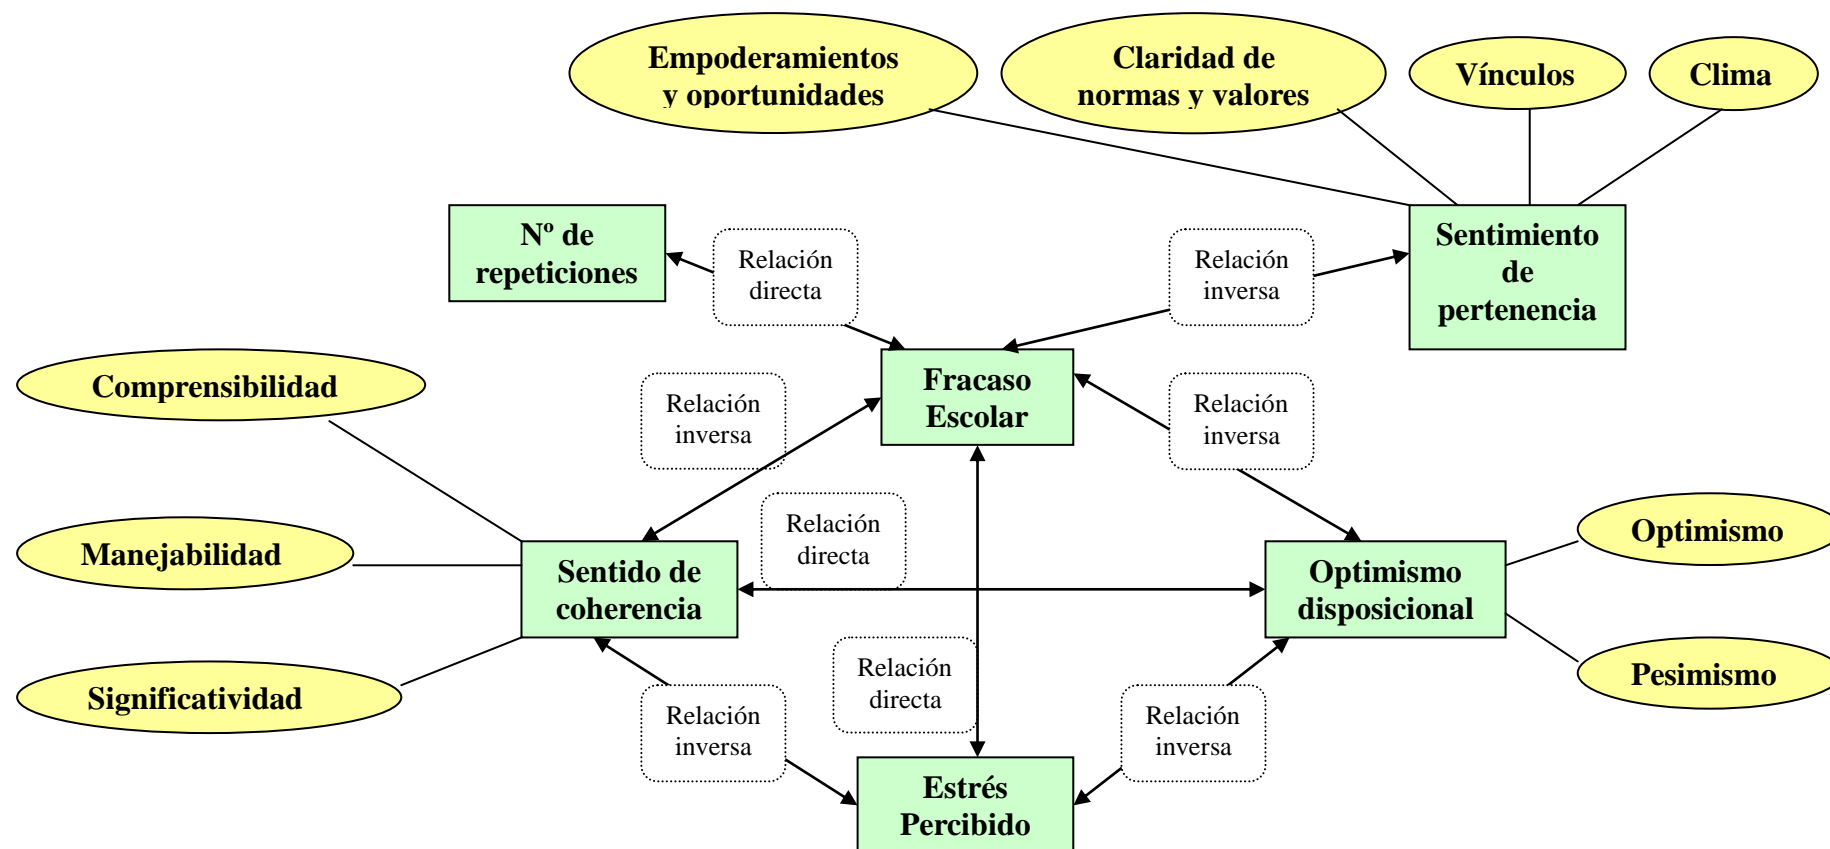 Empoderamientos
y oportunidades
Claridad de
normas y valores
Vínculos
Clima
Nº de
repeticiones
Relación
directa
Relación
inversa
Sentimiento
de
pertenencia
Comprensibilidad
Relación
inversa
Fracaso
Escolar
Relación
inversa
Manejabilidad
Sentido de
coherencia
Relación
directa
Optimismo
disposicional
Optimismo
Significatividad
Relación
inversa
Relación
directa
Relación
inversa
Pesimismo
Estrés
Percibido